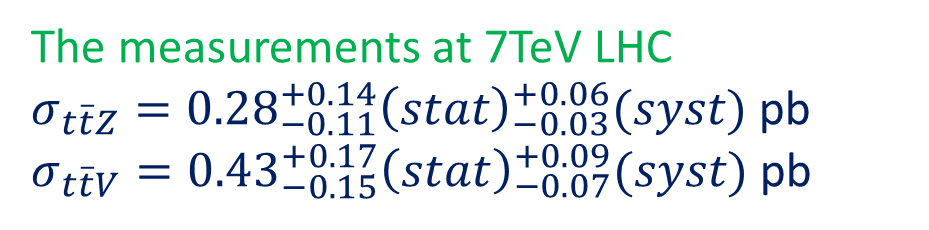 The measurements at 7TeV LHC
σ_{tt̄Z} = 0.28^{+0.14}_{−0.11}(stat)^{+0.06}_{−0.03}(syst) pb
σ_{tt̄V} = 0.43^{+0.17}_{−0.15}(stat)^{+0.09}_{−0.07}(syst) pb